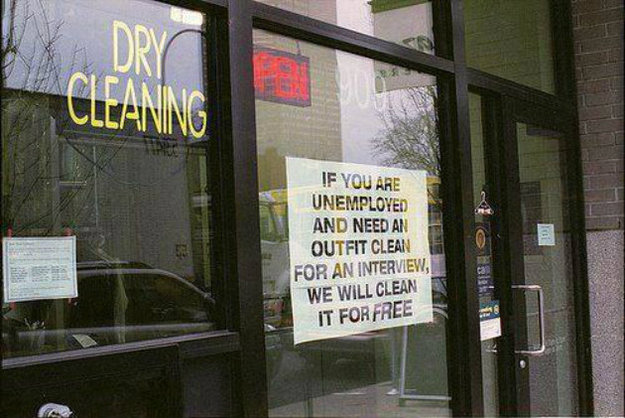 DRY
CLEANING
OPEN
909
IF YOU ARE
UNEMPLOYED
AND NEED AN
OUTFIT CLEAN
FOR AN INTERVIEW,
WE WILL CLEAN
IT FOR FREE